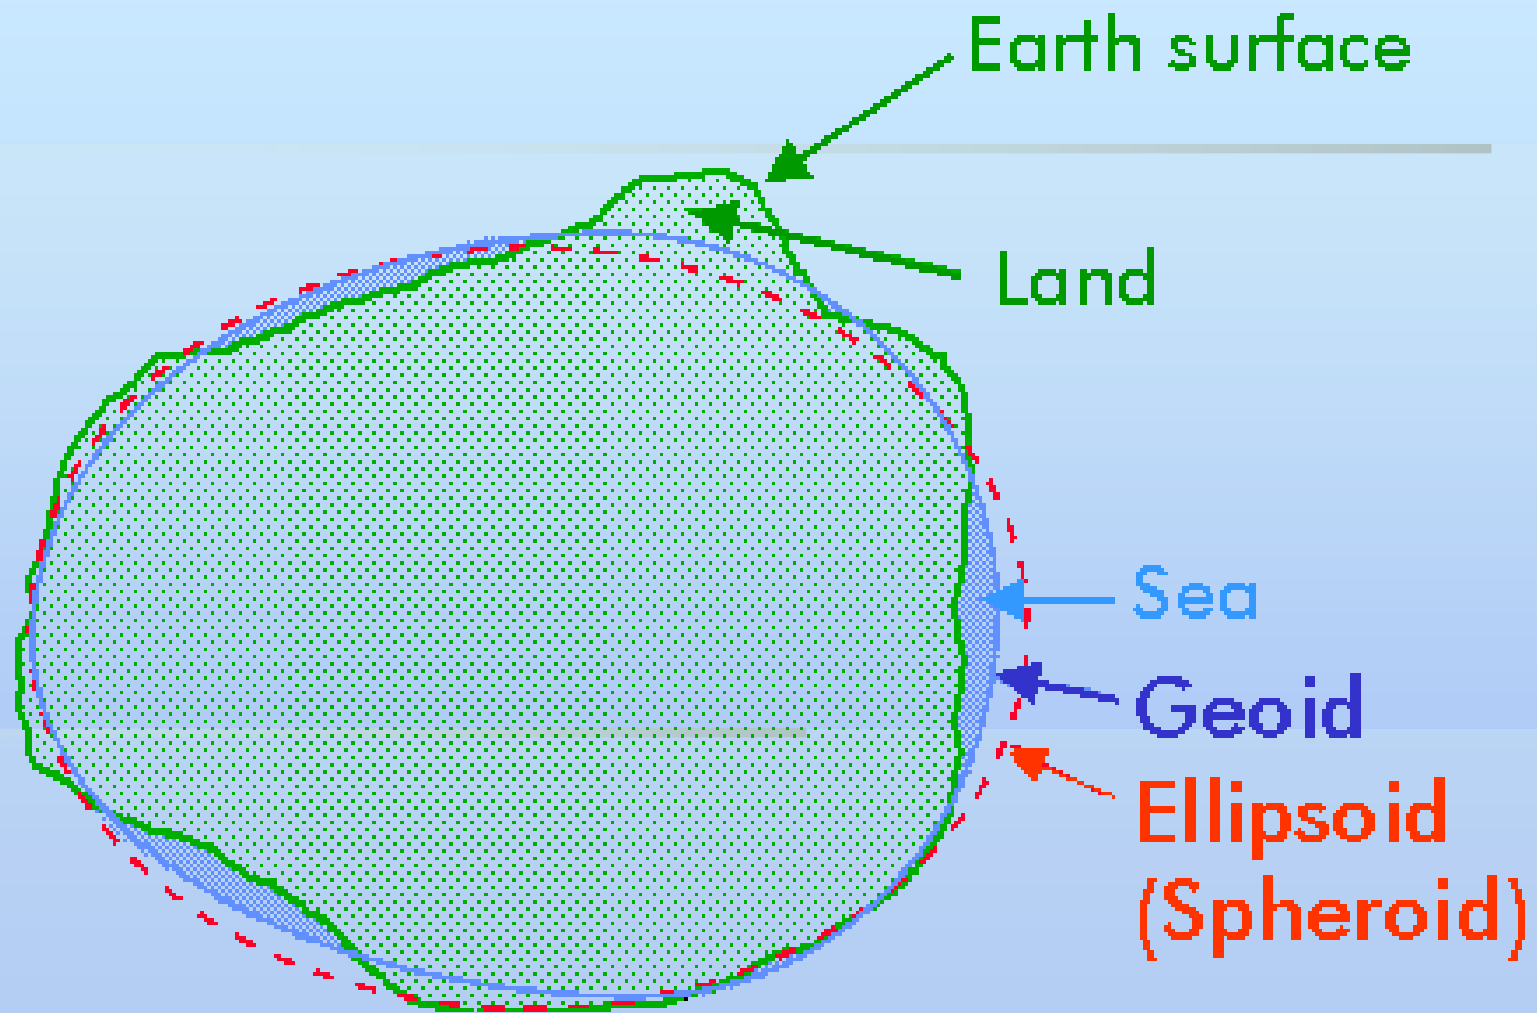 Earth surface
Land
Sea
Geoid
Ellipsoid
(Spheroid)